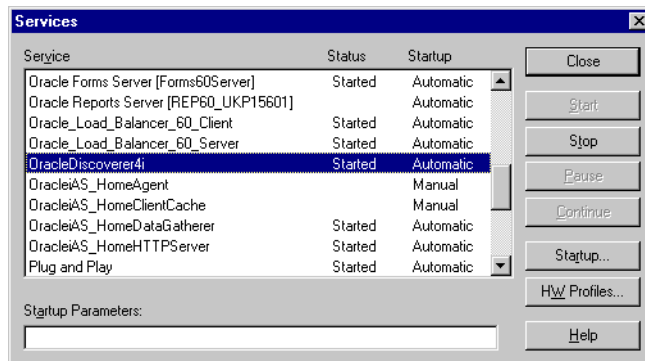 Services
Service Status Startup
Oracle Forms Server [Forms60Server] Started Automatic
Oracle Reports Server [REP60_UKP15601] Automatic
Oracle_Load_Balancer_60_Client Started Automatic
Oracle_Load_Balancer_60_Server Started Automatic
OracleDiscoverer4i Started Automatic
OracleiAS_HomeAgent Manual
OracleiAS_HomeClientCache Manual
OracleiAS_HomeDataGatherer Started Automatic
OracleiAS_HomeHTTPServer Started Automatic
Plug and Play Started Automatic
Startup Parameters:
Close
Start
Stop
Pause
Continue
Startup...
HW Profiles...
Help